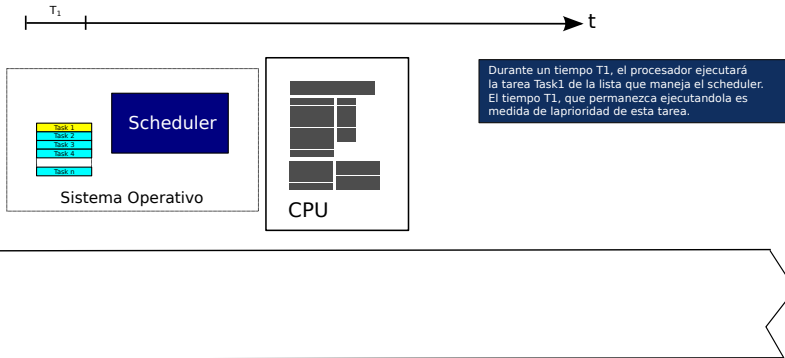 T1
t
Durante un tiempo T1, el procesador ejecutará
la tarea Task1 de la lista que maneja el scheduler.
El tiempo T1, que permanezca ejecutandola es
medida de laprioridad de esta tarea.
Scheduler
Task 1
Task 2
Task 3
Task 4
Task n
Sistema Operativo
CPU